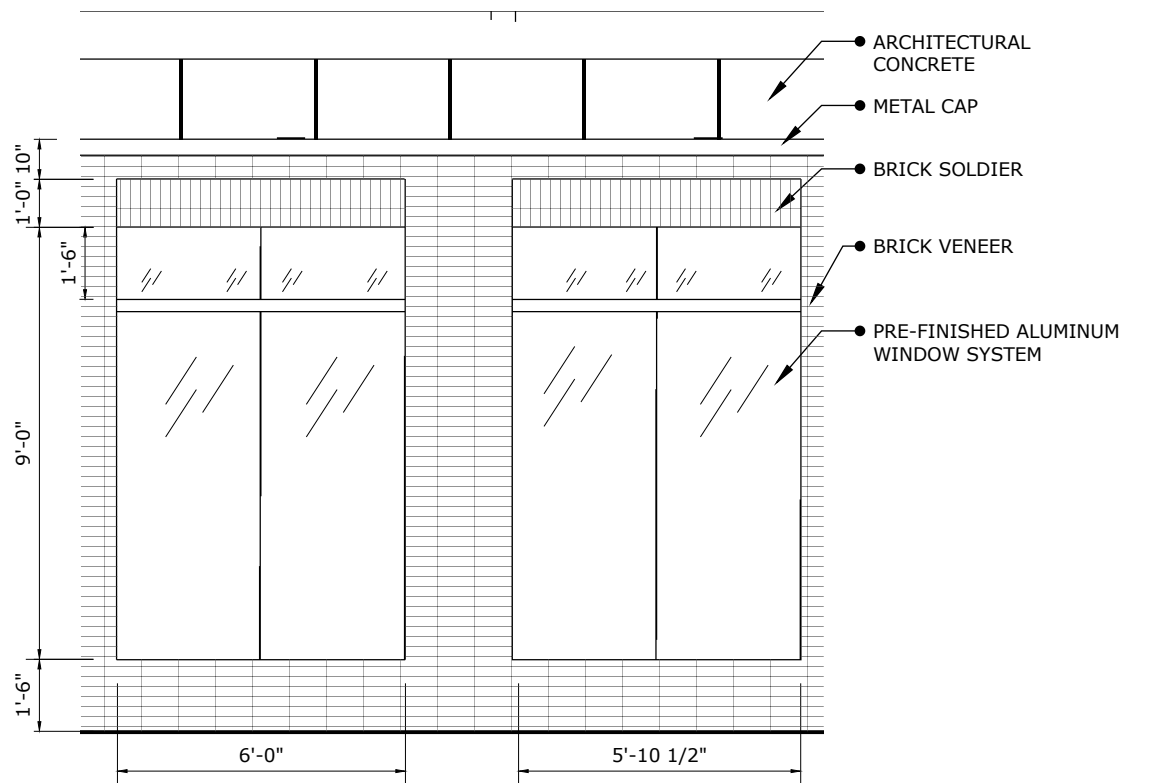 ARCHITECTURAL
CONCRETE
METAL CAP
BRICK SOLDIER
BRICK VENEER
PRE-FINISHED ALUMINUM
WINDOW SYSTEM
10"
1'-0"
1'-6"
9'-0"
1'-6"
6'-0"
5'-10 1/2"